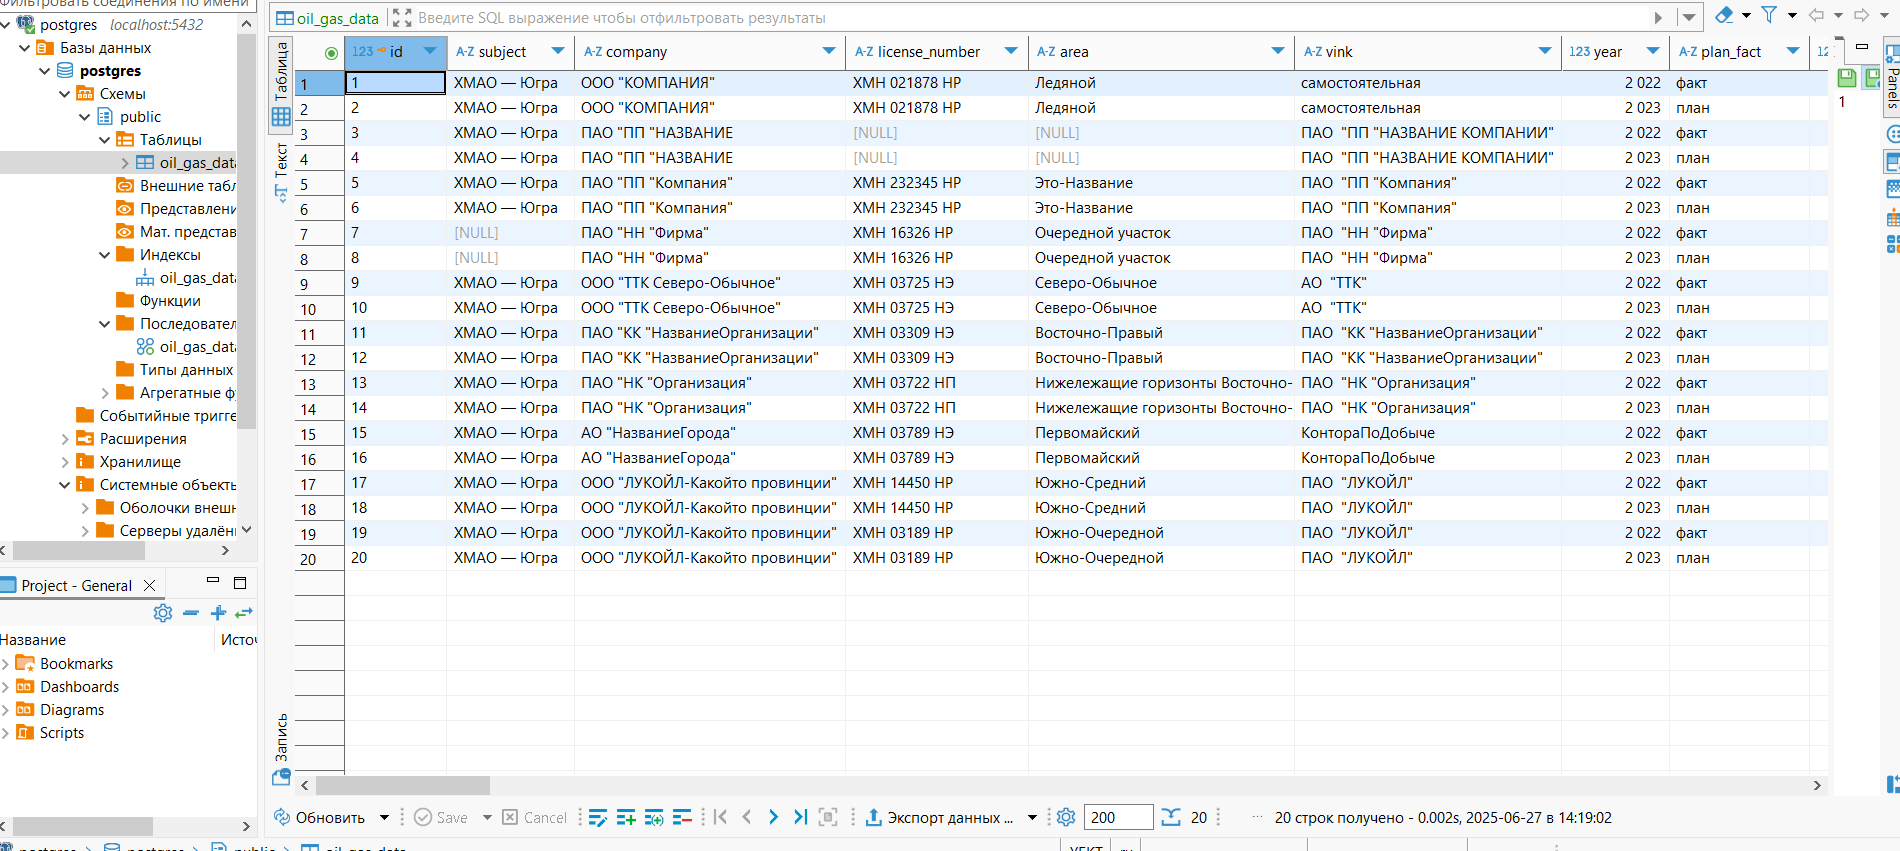 Фильтровать соединения по имени
postgres localhost:5432
Базы данных
postgres
Схемы
public
Таблицы
oil_gas_data
Внешние табл
Представлени
Мат. представ
Индексы
oil_gas_data
Функции
Последовател
oil_gas_data
Типы данных
Агрегатные ф
Событийные тригге
Расширения
Хранилище
Системные объекть
Оболочки внешн
Серверы удалён
Project - General
Название Источ
Bookmarks
Dashboards
Diagrams
Scripts
oil_gas_data Введите SQL выражение чтобы отфильтровать результаты
Таблица
Текст
Запись
123 id A-Z subject A-Z company A-Z license_number A-Z area A-Z vink 123 year A-Z plan_fact 12
1 1 ХМАО — Югра ООО "КОМПАНИЯ" ХМН 021878 НР Ледяной самостоятельная 2 022 факт
2 2 ХМАО — Югра ООО "КОМПАНИЯ" ХМН 021878 НР Ледяной самостоятельная 2 023 план
3 3 ХМАО — Югра ПАО "ПП "НАЗВАНИЕ [NULL] [NULL] ПАО "ПП "НАЗВАНИЕ КОМПАНИИ" 2 022 факт
4 4 ХМАО — Югра ПАО "ПП "НАЗВАНИЕ [NULL] [NULL] ПАО "ПП "НАЗВАНИЕ КОМПАНИИ" 2 023 план
5 5 ХМАО — Югра ПАО "ПП "Компания" ХМН 232345 НР Это-Название ПАО "ПП "Компания" 2 022 факт
6 6 ХМАО — Югра ПАО "ПП "Компания" ХМН 232345 НР Это-Название ПАО "ПП "Компания" 2 023 план
7 7 [NULL] ПАО "НН "Фирма" ХМН 16326 НР Очередной участок ПАО "НН "Фирма" 2 022 факт
8 8 [NULL] ПАО "НН "Фирма" ХМН 16326 НР Очередной участок ПАО "НН "Фирма" 2 023 план
9 9 ХМАО — Югра ООО "ТТК Северо-Обычное" ХМН 03725 НЭ Северо-Обычное АО "ТТК" 2 022 факт
10 10 ХМАО — Югра ООО "ТТК Северо-Обычное" ХМН 03725 НЭ Северо-Обычное АО "ТТК" 2 023 план
11 11 ХМАО — Югра ПАО "КК "НазваниеОрганизации" ХМН 03309 НЭ Восточно-Правый ПАО "КК "НазваниеОрганизации" 2 022 факт
12 12 ХМАО — Югра ПАО "КК "НазваниеОрганизации" ХМН 03309 НЭ Восточно-Правый ПАО "КК "НазваниеОрганизации" 2 023 план
13 13 ХМАО — Югра ПАО "НК "Организация" ХМН 03722 НП Нижележащие горизонты Восточно- ПАО "НК "Организация" 2 022 факт
14 14 ХМАО — Югра ПАО "НК "Организация" ХМН 03722 НП Нижележащие горизонты Восточно- ПАО "НК "Организация" 2 023 план
15 15 ХМАО — Югра АО "НазваниеГорода" ХМН 03789 НЭ Первомайский КонтораПоДобыче 2 022 факт
16 16 ХМАО — Югра АО "НазваниеГорода" ХМН 03789 НЭ Первомайский КонтораПоДобыче 2 023 план
17 17 ХМАО — Югра ООО "ЛУКОЙЛ-Какойто провинции" ХМН 14450 НР Южно-Средний ПАО "ЛУКОЙЛ" 2 022 факт
18 18 ХМАО — Югра ООО "ЛУКОЙЛ-Какойто провинции" ХМН 14450 НР Южно-Средний ПАО "ЛУКОЙЛ" 2 023 план
19 19 ХМАО — Югра ООО "ЛУКОЙЛ-Какойто провинции" ХМН 03189 НР Южно-Очередной ПАО "ЛУКОЙЛ" 2 022 факт
20 20 ХМАО — Югра ООО "ЛУКОЙЛ-Какойто провинции" ХМН 03189 НР Южно-Очередной ПАО "ЛУКОЙЛ" 2 023 план
1
Panels
Обновить Save Cancel Экспорт данных ... 200 20 ... 20 строк получено - 0.002s, 2025-06-27 в 14:19:02
postgres postgres public oil_gas_data YEKT ru